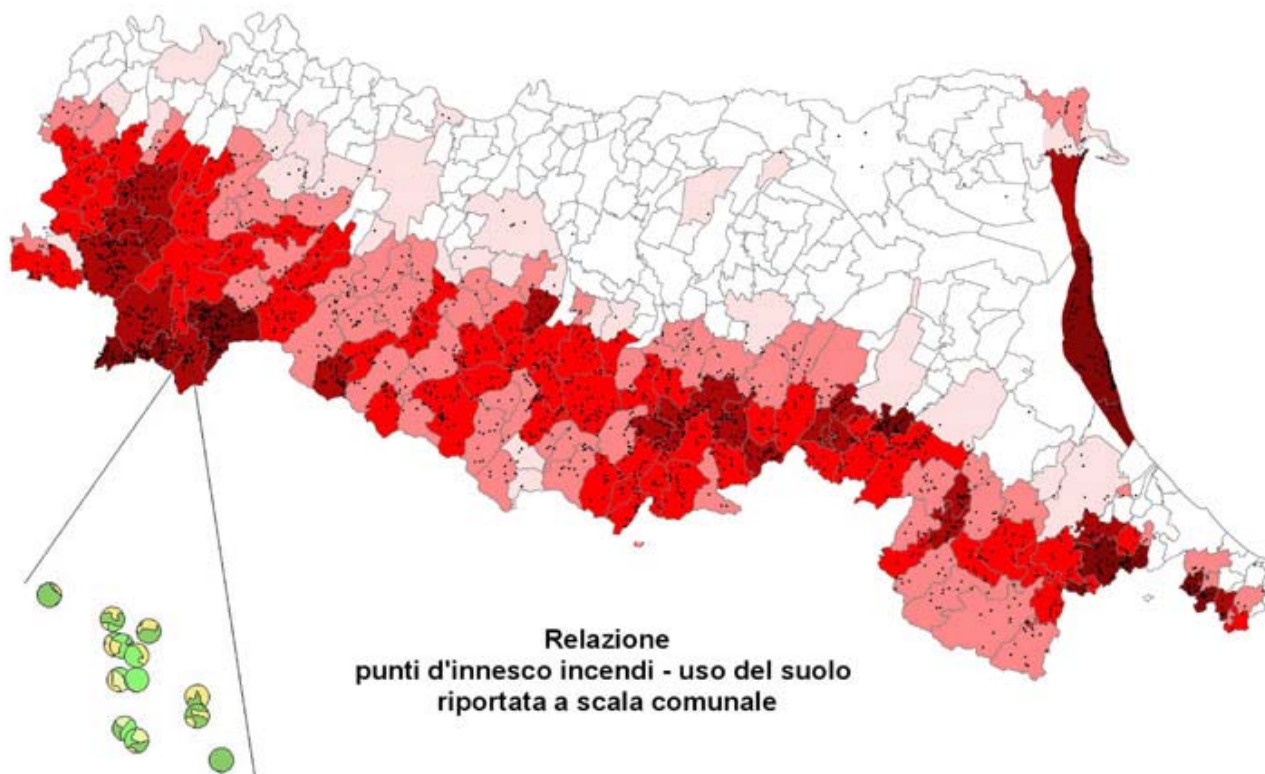 Relazione
punti d'innesco incendi - uso del suolo
riportata a scala comunale